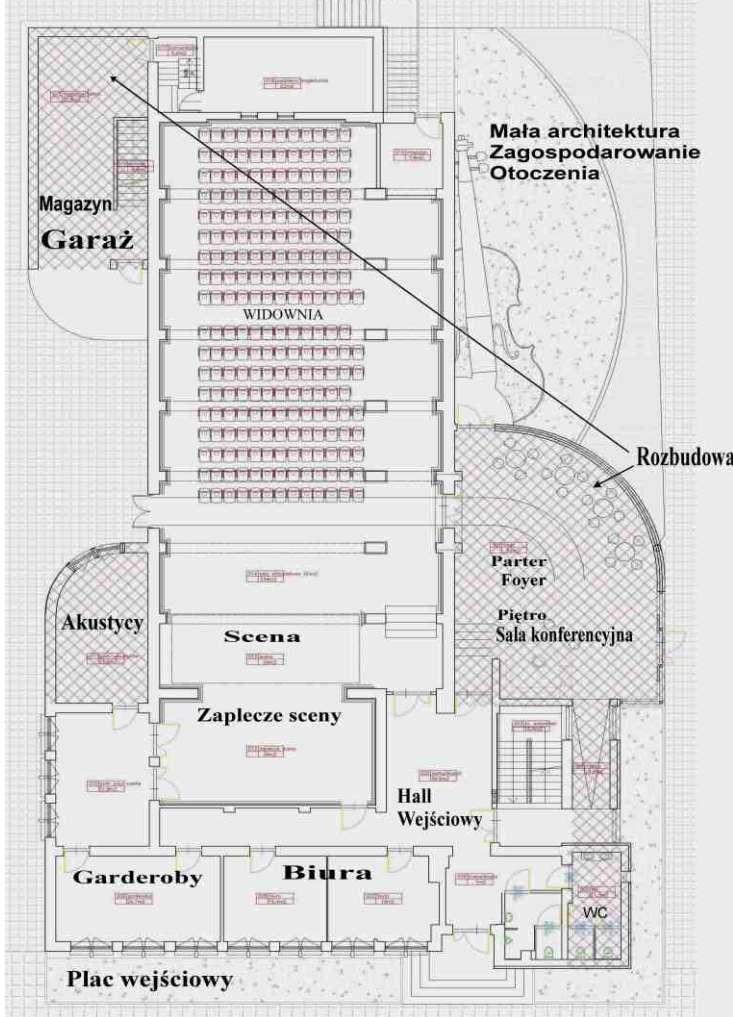 Mała architektura
Zagospodarowanie
Otoczenia
Magazyn
Garaż
WIDOWNIA
Rozbudowa
Parter
Foyer
Piętro
Sala konferencyjna
Akustycy
Scena
Zaplecze sceny
Hall
Wejściowy
Garderoby
Biura
WC
Plac wejściowy